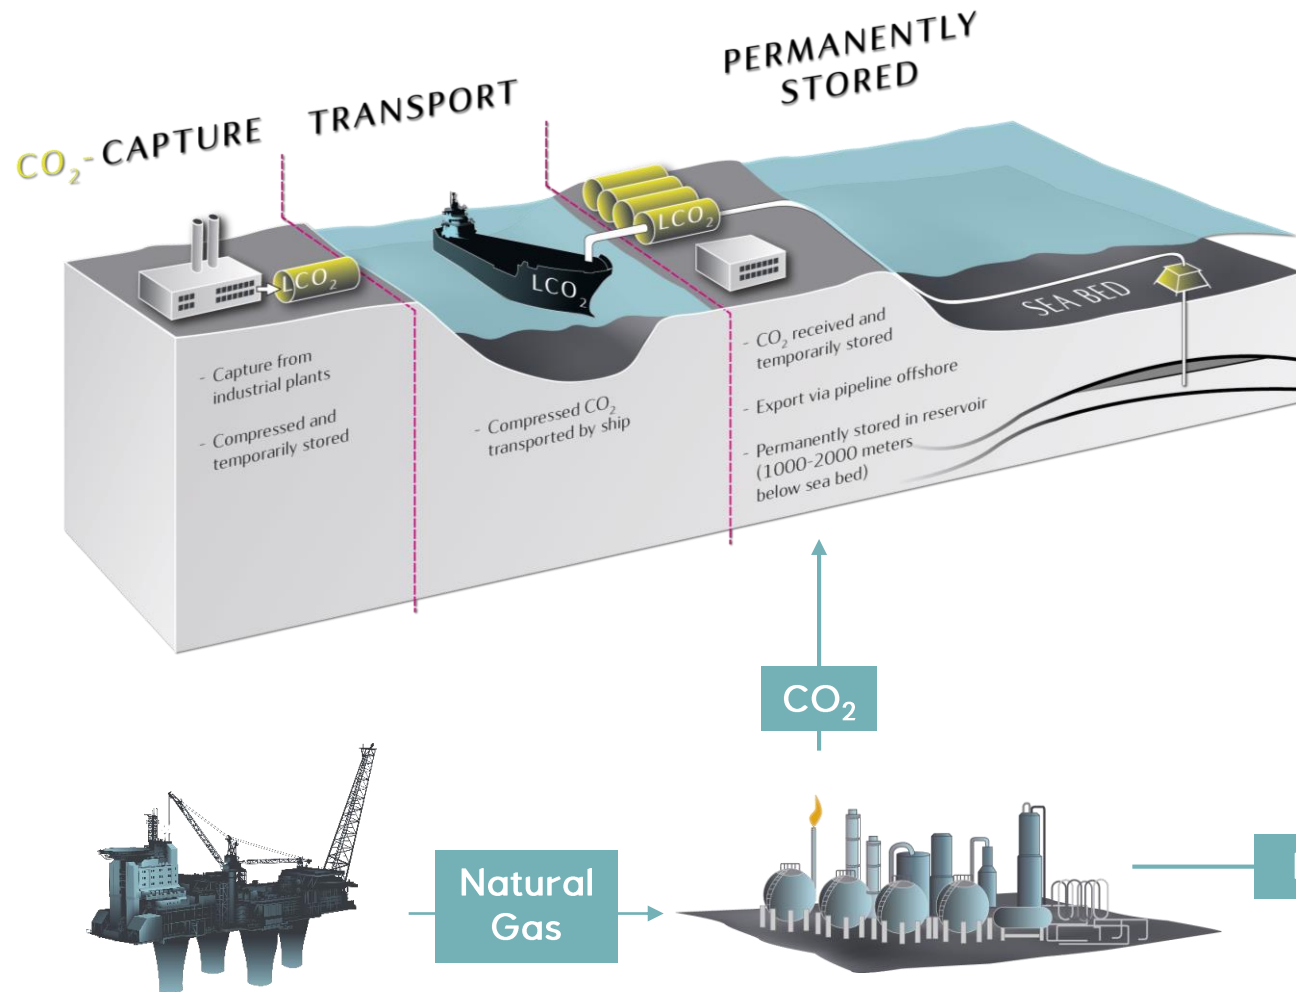 CO₂-CAPTURE
TRANSPORT
PERMANENTLY
STORED
LCO₂
LCO₂
LCO₂
SEA BED
- Capture from
industrial plants
- Compressed and
temporarily stored
- Compressed CO₂
transported by ship
- CO₂ received and
temporarily stored
- Export via pipeline offshore
- Permanently stored in reservoir
(1000-2000 meters
below sea bed)
CO₂
Natural
Gas